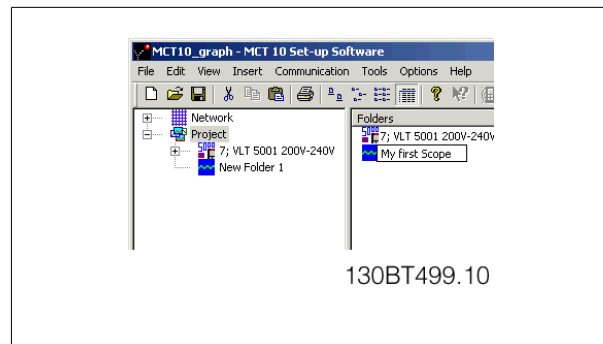 MCT10_graph - MCT 10 Set-up Software
File Edit View Insert Communication Tools Options Help
Network
Project
7; VLT 5001 200V-240V
New Folder 1
Folders
7; VLT 5001 200V-240V
My first Scope
130BT499.10